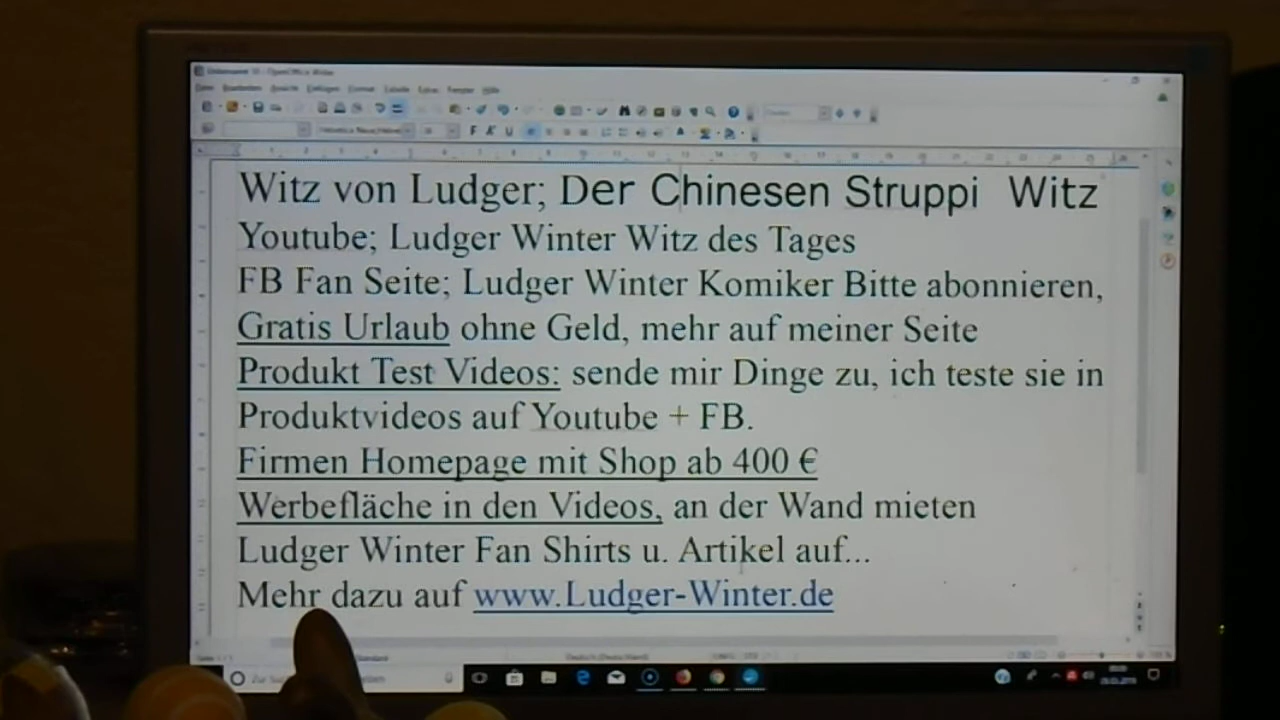 OpenOffice Writer
Witz von Ludger; Der Chinesen Struppi Witz
Youtube; Ludger Winter Witz des Tages
FB Fan Seite; Ludger Winter Komiker Bitte abonnieren,
Gratis Urlaub ohne Geld, mehr auf meiner Seite
Produkt Test Videos: sende mir Dinge zu, ich teste sie in
Produktvideos auf Youtube + FB.
Firmen Homepage mit Shop ab 400 €
Werbefläche in den Videos, an der Wand mieten
Ludger Winter Fan Shirts u. Artikel auf...
Mehr dazu auf www.Ludger-Winter.de